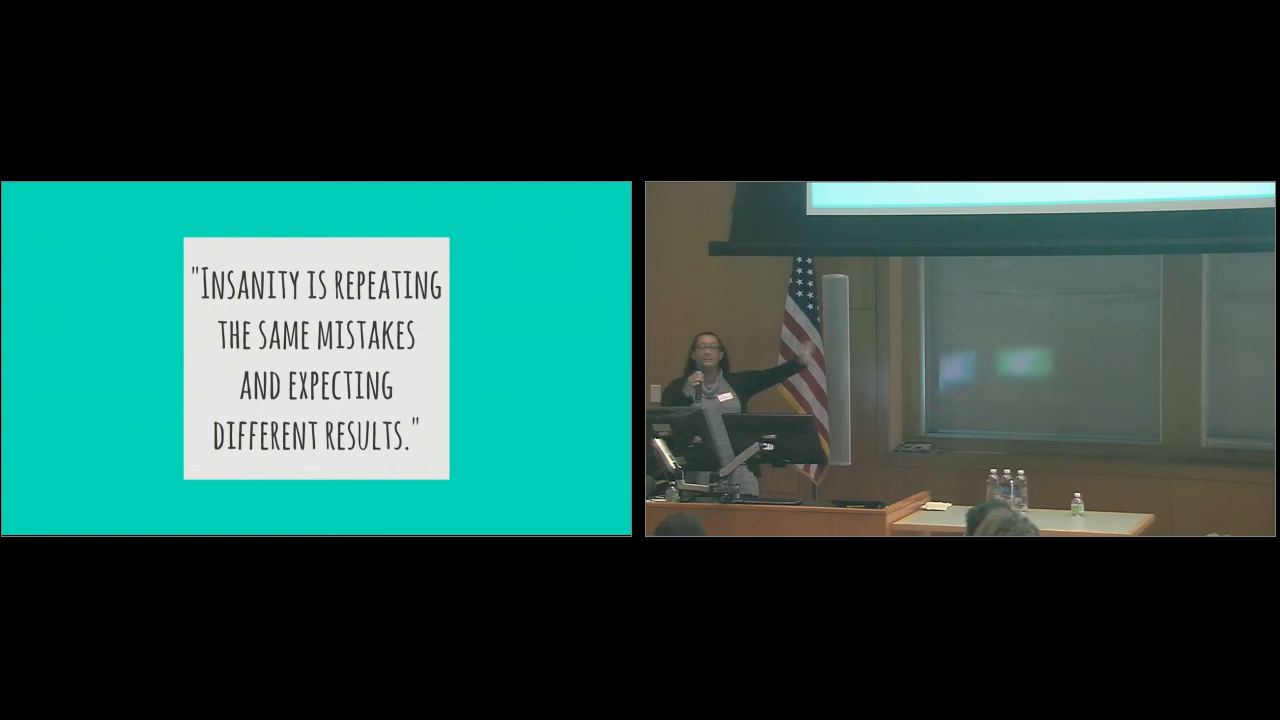 "Insanity is repeating
the same mistakes
and expecting
different results."